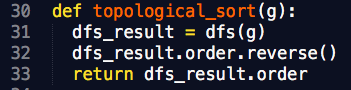 30 def topological_sort(g):
31   dfs_result = dfs(g)
32   dfs_result.order.reverse()
33   return dfs_result.order